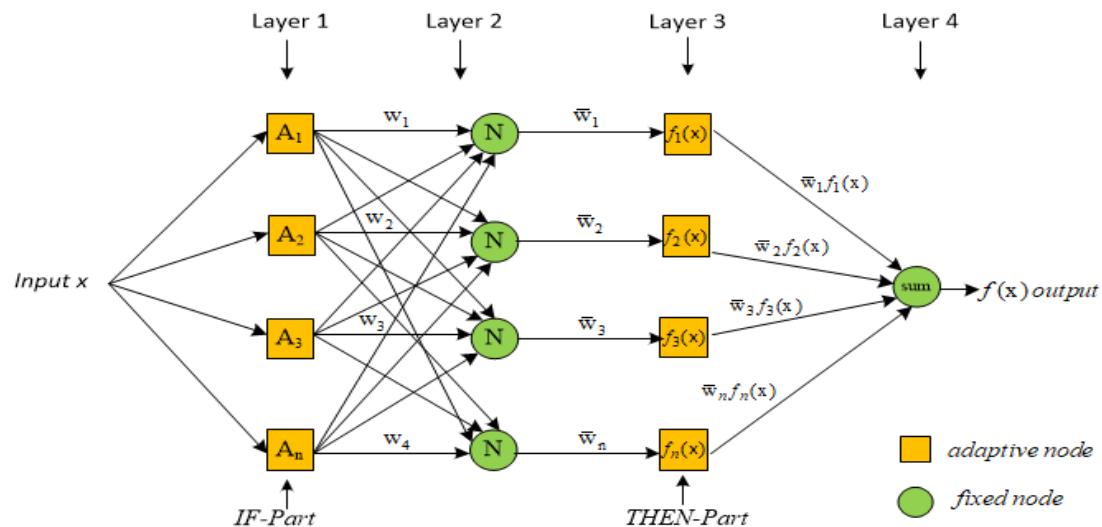 Layer 1 Layer 2 Layer 3 Layer 4
A₁ w₁ N w̅₁ f₁(x)
w̅₁f₁(x)
A₂ w₂ N w̅₂ f₂(x) w̅₂f₂(x)
Input x sum f(x) output
A₃ w₃ N w̅₃ f₃(x) w̅₃f₃(x)
w̅ₙfₙ(x)
Aₙ w₄ N w̅ₙ fₙ(x) adaptive node
fixed node
IF-Part THEN-Part